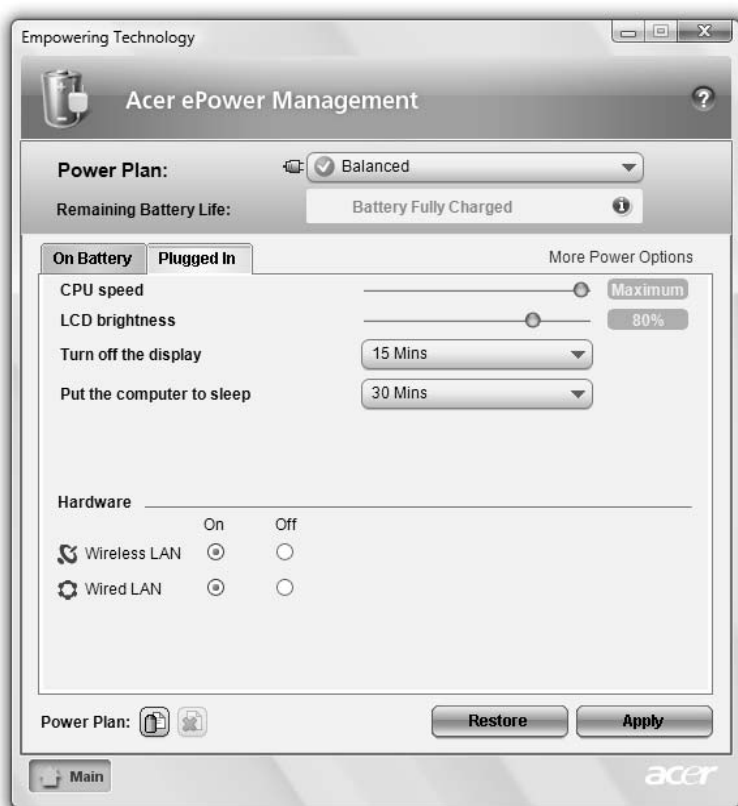 Empowering Technology
Acer ePower Management
?
Power Plan: Balanced
Remaining Battery Life: Battery Fully Charged
On Battery Plugged In More Power Options
CPU speed Maximum
LCD brightness 80%
Turn off the display 15 Mins
Put the computer to sleep 30 Mins
Hardware
On Off
Wireless LAN
Wired LAN
Power Plan: Restore Apply
Main acer